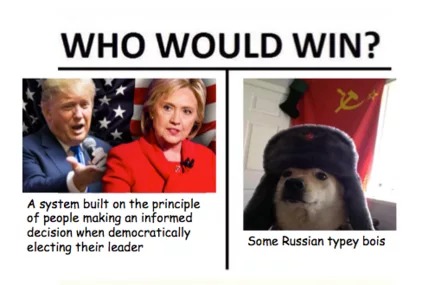 WHO WOULD WIN?
A system built on the principle
of people making an informed
decision when democratically
electing their leader
Some Russian typey bois